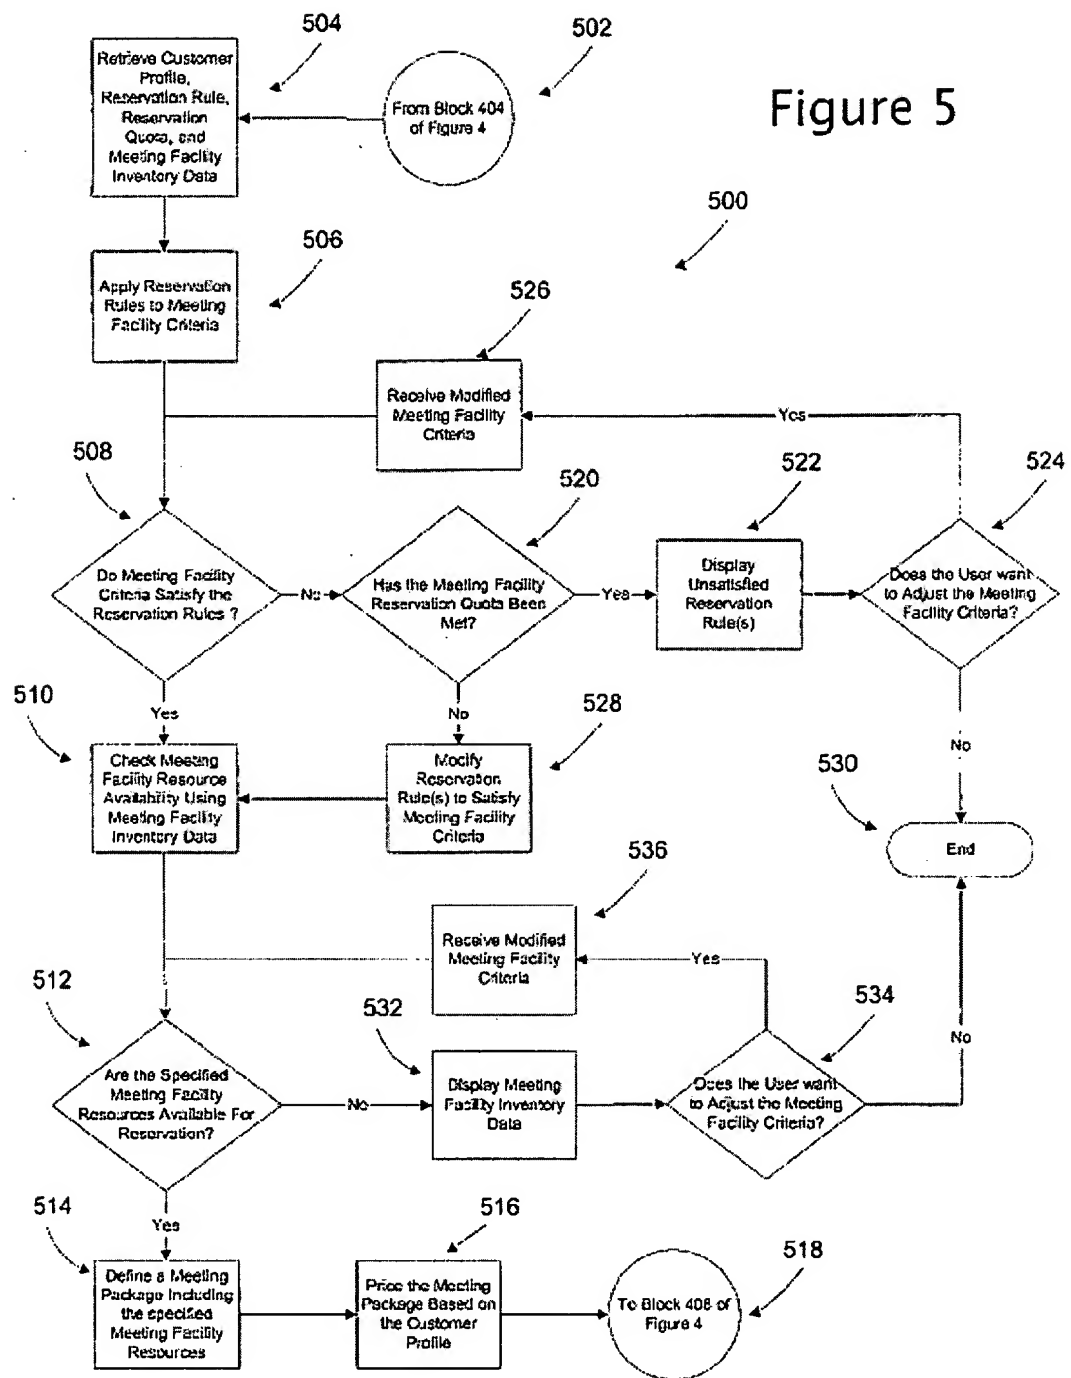 504
502
Retrieve Customer
Profile,
Reservation Rule,
Reservation
Quota, and
Meeting Facility
Inventory Data
From Block 404
of Figure 4
Figure 5
500
506
Apply Reservation
Rules to Meeting
Facility Criteria
526
Receive Modified
Meeting Facility
Criteria
Yes
508
520
522
524
Do Meeting Facility
Criteria Satisfy the
Reservation Rules ?
No
Has the Meeting Facility
Reservation Quota Been
Met?
Yes
Display
Unsatisfied
Reservation
Rule(s)
Does the User want
to Adjust the Meeting
Facility Criteria?
510
Yes
No
528
No
Check Meeting
Facility Resource
Availability Using
Meeting Facility
Inventory Data
Modify
Reservation
Rule(s) to Satisfy
Meeting Facility
Criteria
530
End
536
Receive Modified
Meeting Facility
Criteria
Yes
512
532
534
No
Are the Specified
Meeting Facility
Resources Available For
Reservation?
No
Display Meeting
Facility Inventory
Data
Does the User want
to Adjust the Meeting
Facility Criteria?
514
Yes
516
518
Define a Meeting
Package Including
the specified
Meeting Facility
Resources
Price the Meeting
Package Based on
the Customer
Profile
To Block 408 of
Figure 4